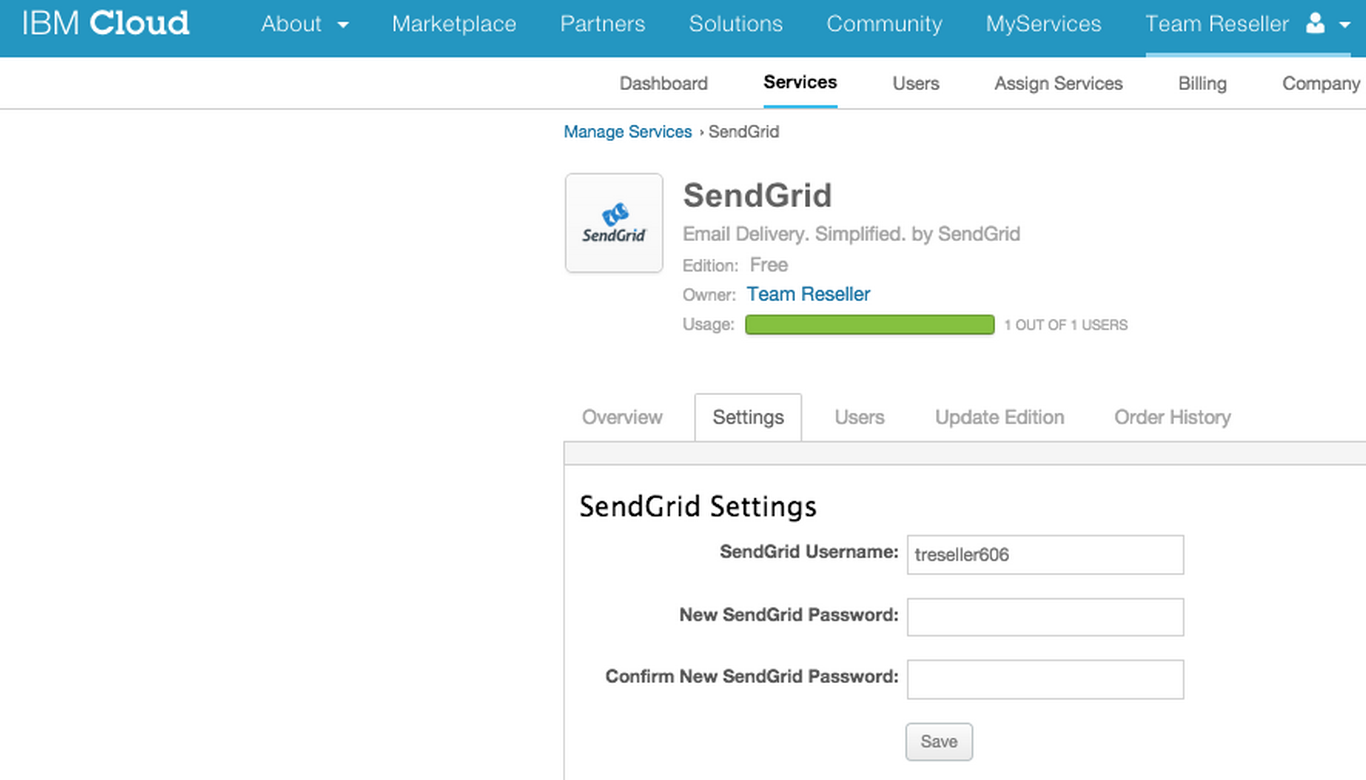 IBM Cloud About Marketplace Partners Solutions Community MyServices Team Reseller
Dashboard Services Users Assign Services Billing Company
Manage Services › SendGrid
SendGrid
SendGrid
Email Delivery. Simplified. by SendGrid
Edition: Free
Owner: Team Reseller
Usage: 1 OUT OF 1 USERS
Overview Settings Users Update Edition Order History
SendGrid Settings
SendGrid Username: treseller606
New SendGrid Password:
Confirm New SendGrid Password:
Save